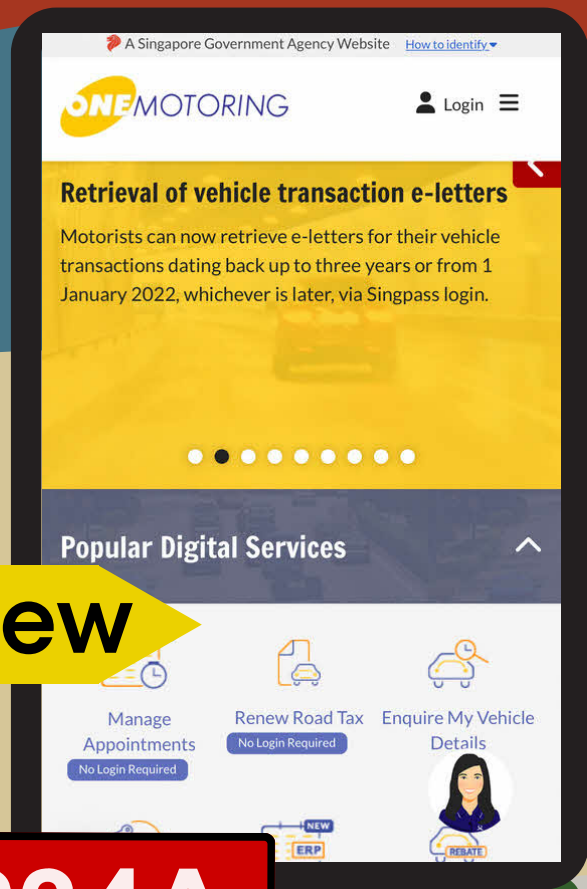 A Singapore Government Agency Website How to identify
ONE MOTORING
Login
Retrieval of vehicle transaction e-letters
Motorists can now retrieve e-letters for their vehicle
transactions dating back up to three years or from 1
January 2022, whichever is later, via Singpass login.
Popular Digital Services
ew
Manage
Appointments
No Login Required
Renew Road Tax
No Login Required
Enquire My Vehicle
Details
NEW
ERP
REBATE